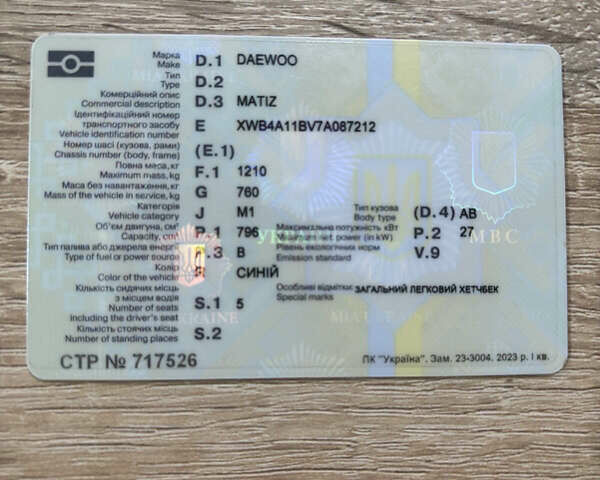 Марка
Make D.1 DAEWOO
Тип
Type D.2
Комерційний опис
Commercial description D.3 MATIZ
Ідентифікаційний номер
транспортного засобу E XWB4A11BV7A087212
Vehicle identification number
Номер шасі (кузова, рами) (E.1)
Chassis number (body, frame)
Повна маса, кг
Maximum mass, kg F.1 1210
Маса без навантаження, кг
Mass of the vehicle in service, kg G 760
Категорія
Vehicle category J M1
Тип кузова
Body type (D.4) AB
Об'єм двигуна, см³
Capacity, cm³ P.1 796
Максимальна потужність кВт
Maximum net power (in kW) P.2 27
Тип палива або джерела енергії
Type of fuel or power source P.3 B
Рівень екологічних норм
Emission standard V.9
Колір
Color of the vehicle R СИНІЙ
Кількість сидячих місць
з місцем водія
Number of seats S.1 5
including the driver's seat
Особливі відмітки
Special marks ЗАГАЛЬНИЙ ЛЕГКОВИЙ ХЕТЧБЕК
Кількість стоячих місць
Number of standing places S.2
МВС
UKRAINE
СТР № 717526
ПК "Україна". Зам. 23-3004, 2023 р. I кв.